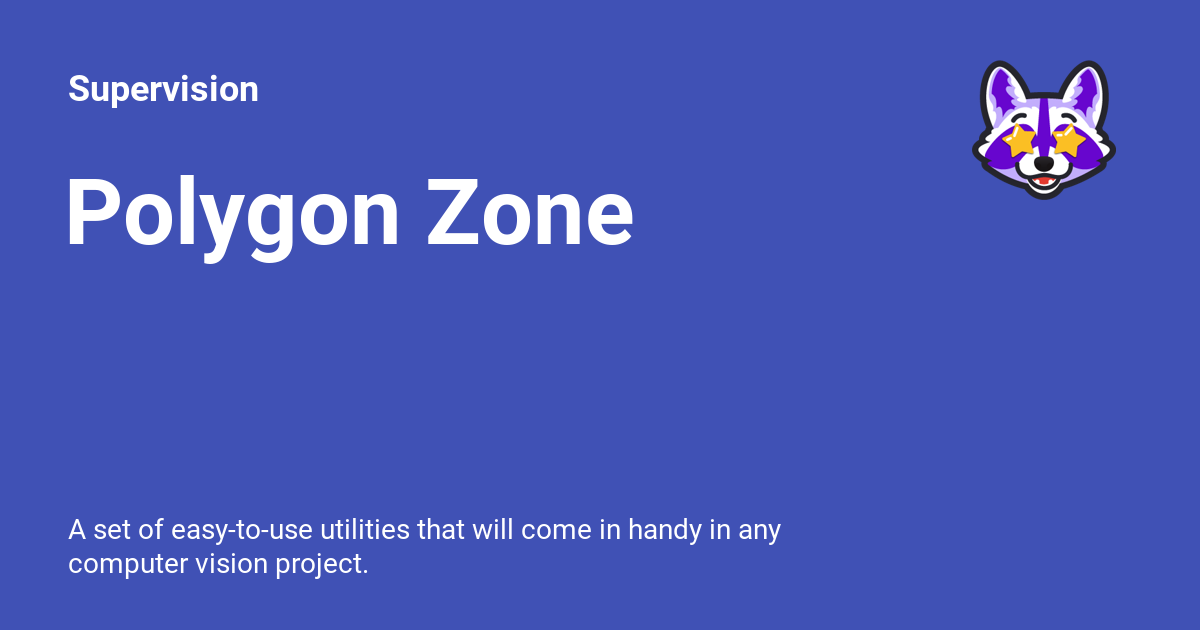 Supervision
Polygon Zone
A set of easy-to-use utilities that will come in handy in any
computer vision project.